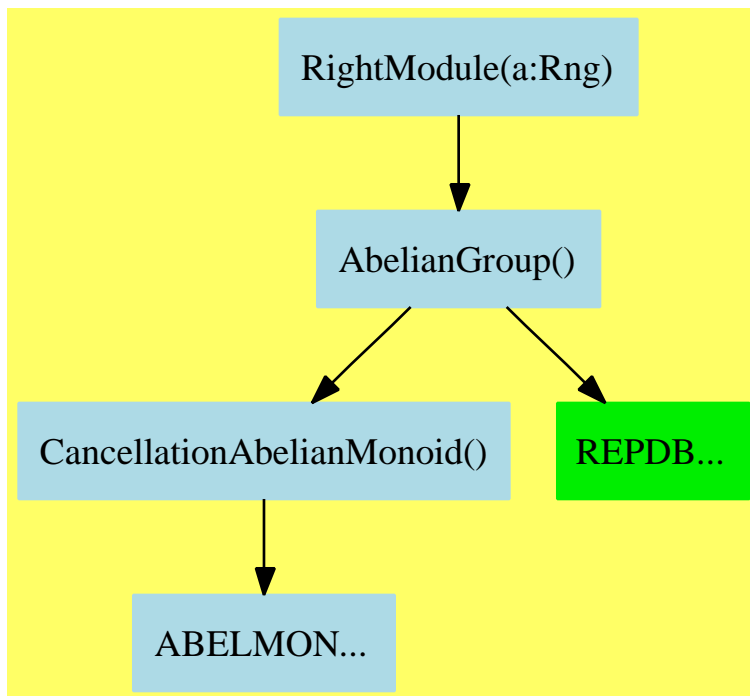 RightModule(a:Rng)
AbelianGroup()
CancellationAbelianMonoid()
REPDB...
ABELMON...